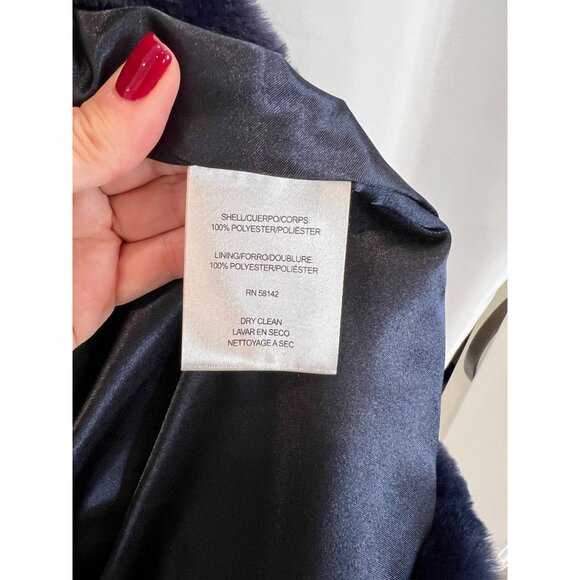 SHELL/CUERPO/CORPS
100% POLYESTER/POLIÉSTER
LINING/FORRO/DOUBLURE
100% POLYESTER/POLIÉSTER
RN 58142
DRY CLEAN
LAVAR EN SECO
NETTOYAGE A SEC